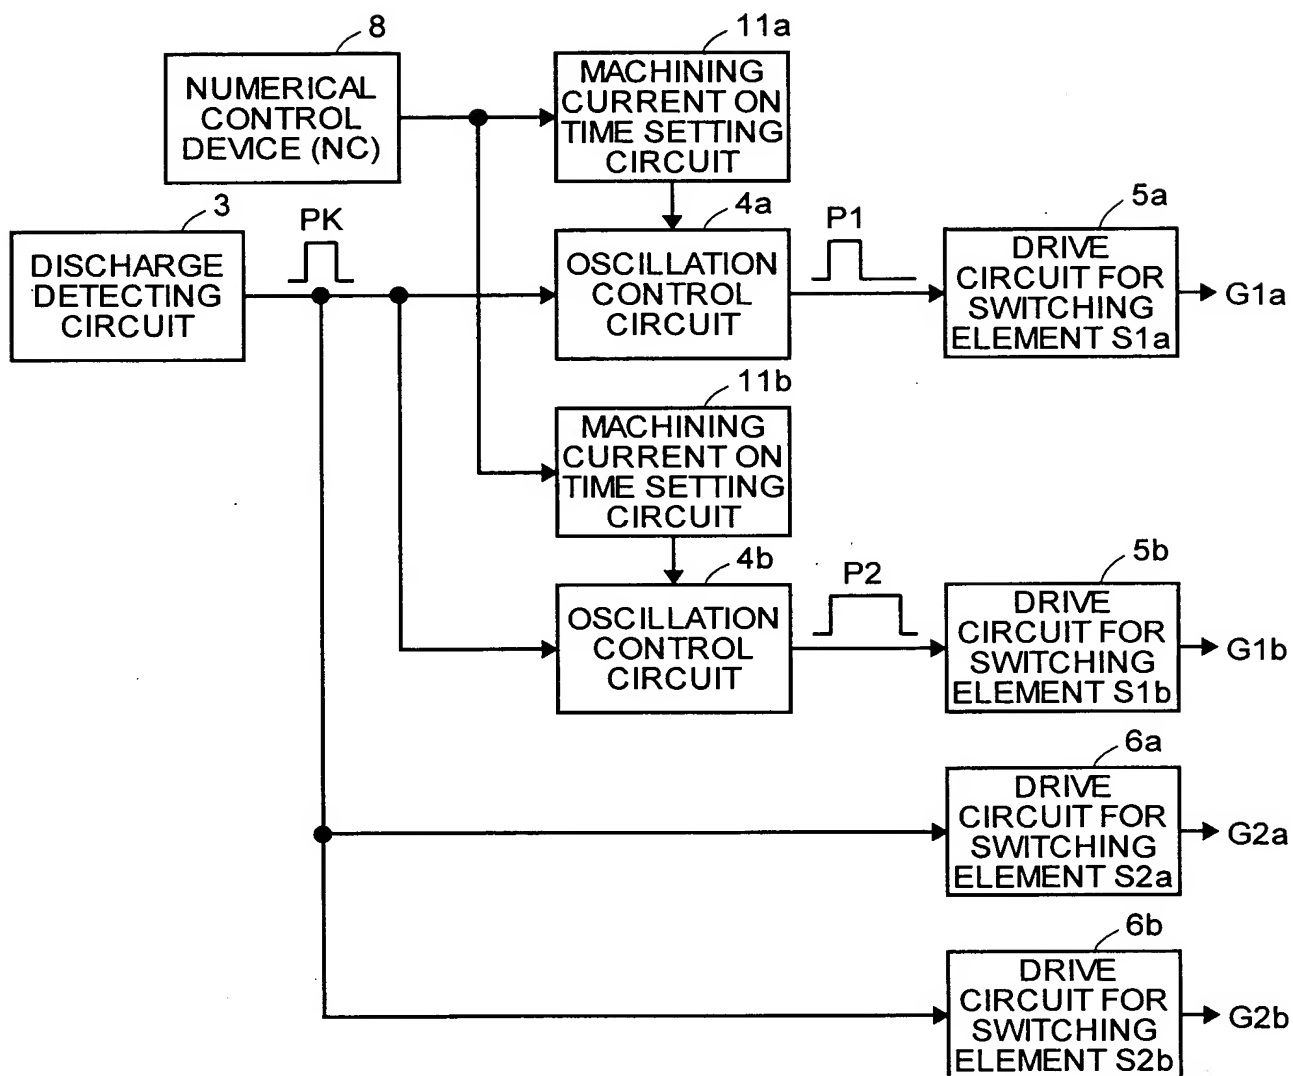 8
11a
NUMERICAL
CONTROL
DEVICE (NC)
MACHINING
CURRENT ON
TIME SETTING
CIRCUIT
3
PK
4a
P1
5a
DISCHARGE
DETECTING
CIRCUIT
OSCILLATION
CONTROL
CIRCUIT
DRIVE
CIRCUIT FOR
SWITCHING
ELEMENT S1a
G1a
11b
MACHINING
CURRENT ON
TIME SETTING
CIRCUIT
4b
P2
5b
OSCILLATION
CONTROL
CIRCUIT
DRIVE
CIRCUIT FOR
SWITCHING
ELEMENT S1b
G1b
6a
DRIVE
CIRCUIT FOR
SWITCHING
ELEMENT S2a
G2a
6b
DRIVE
CIRCUIT FOR
SWITCHING
ELEMENT S2b
G2b